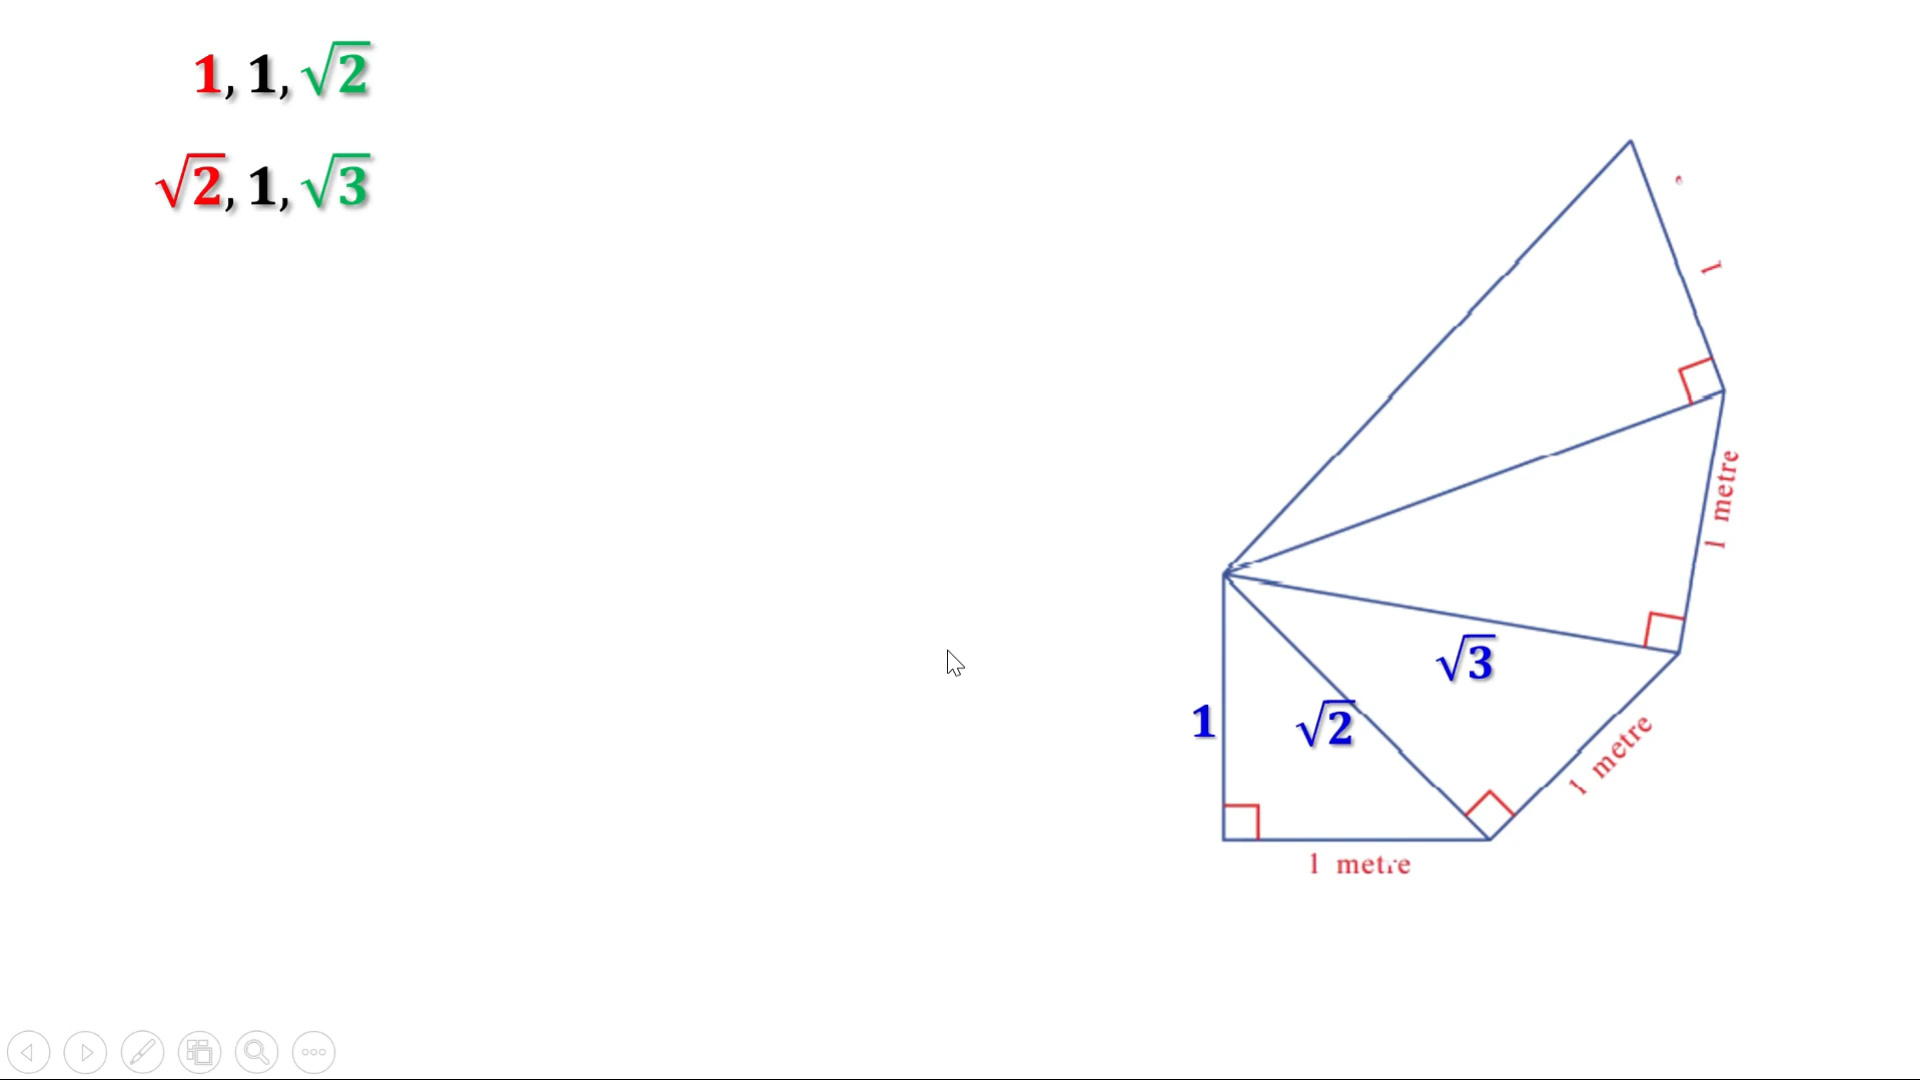 1, 1, √2
√2, 1, √3
1
1 metre
√3
1
√2
1 metre
1 metre